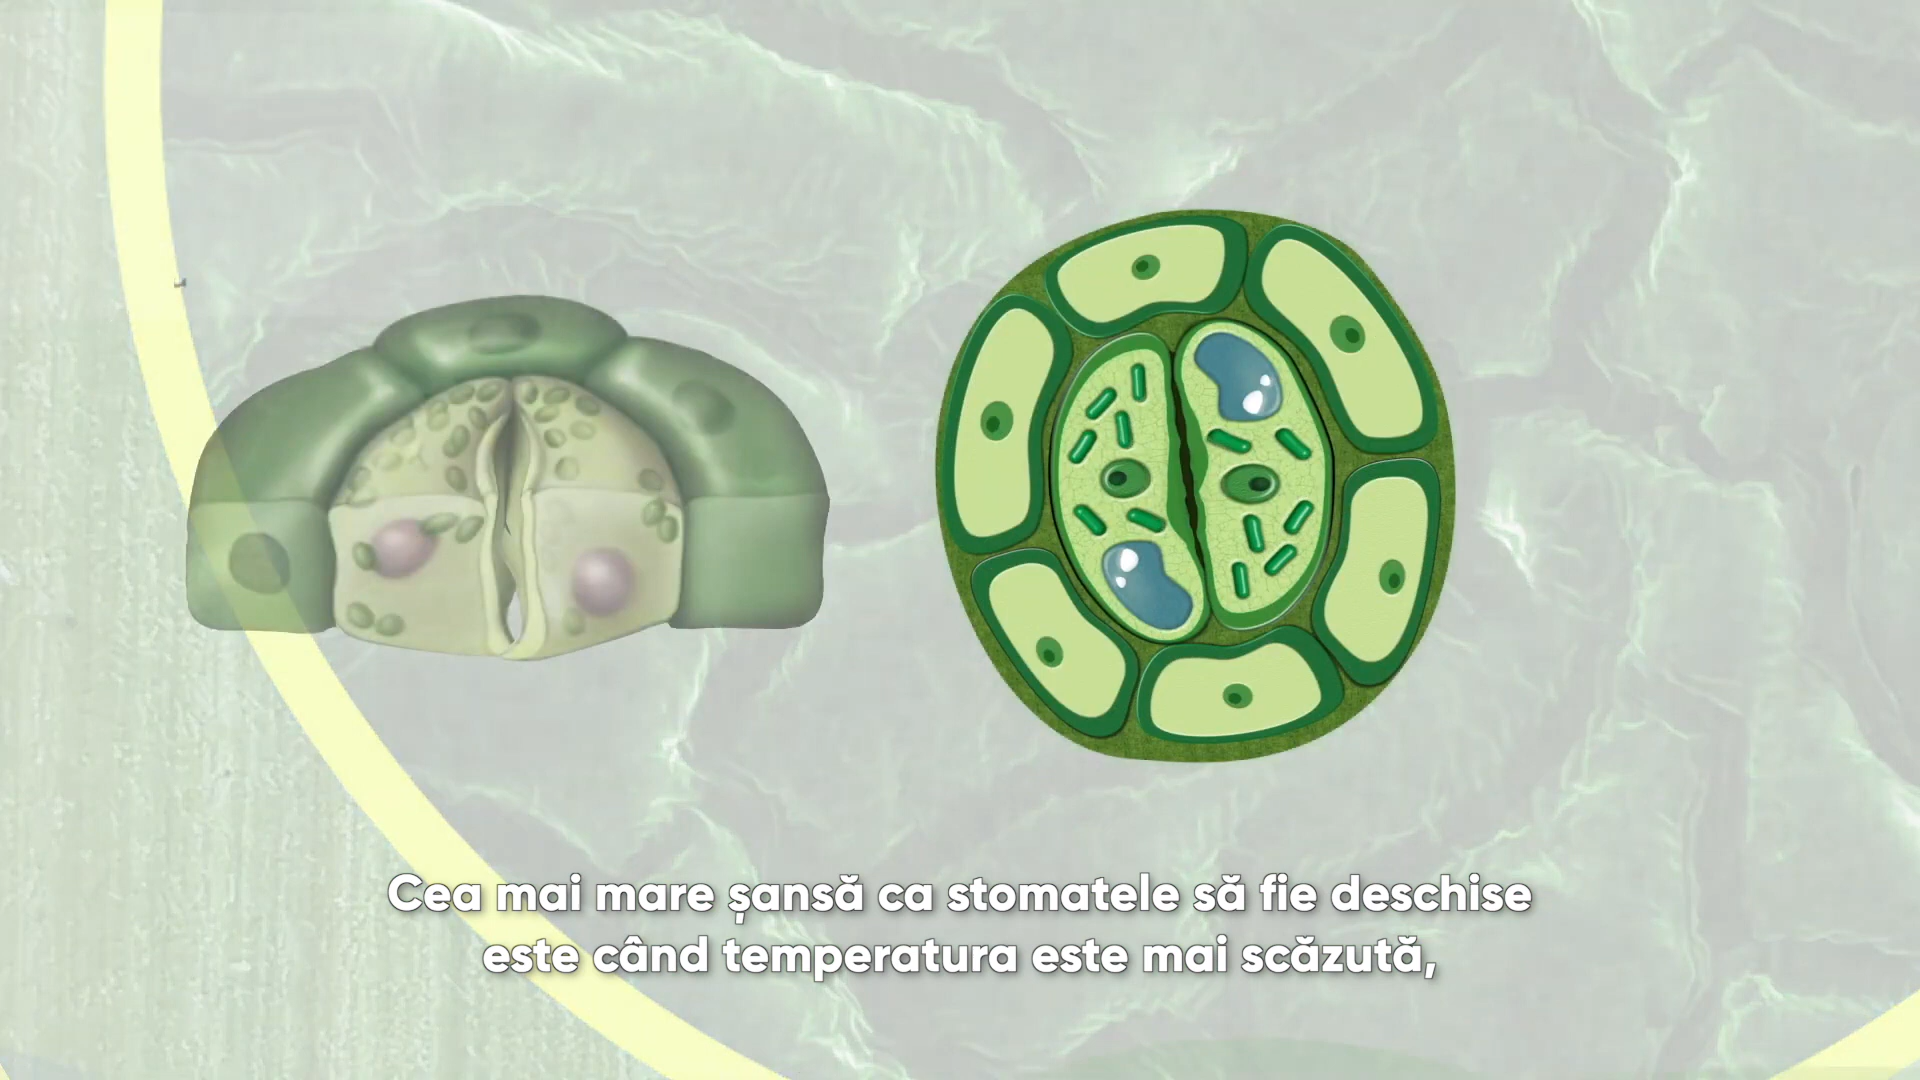 Cea mai mare șansă ca stomatele să fie deschise
este când temperatura este mai scăzută,